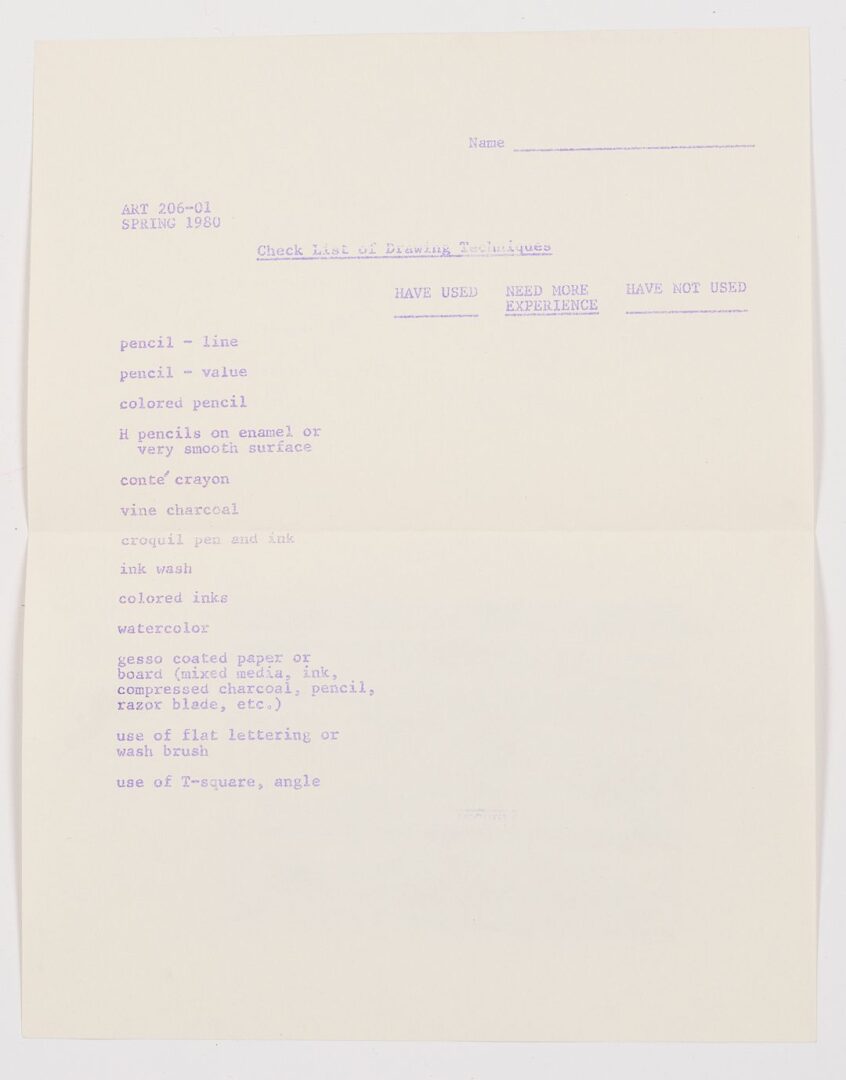 Name
ART 206-01
SPRING 1980
Check List of Drawing Techniques
HAVE USED NEED MORE HAVE NOT USED
EXPERIENCE
pencil - line
pencil - value
colored pencil
H pencils on enamel or
very smooth surface
conte´ crayon
vine charcoal
croquil pen and ink
ink wash
colored inks
watercolor
gesso coated paper or
board (mixed media, ink,
compressed charcoal, pencil,
razor blade, etc.)
use of flat lettering or
wash brush
use of T-square, angle